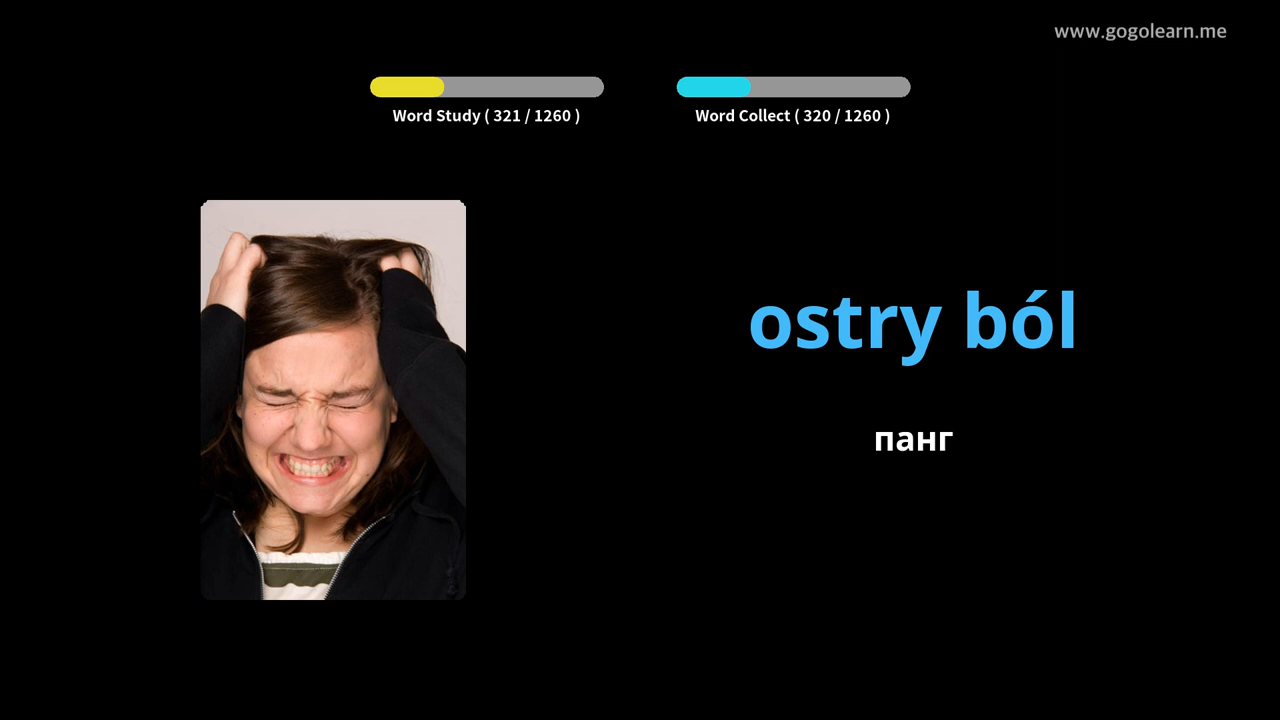 www.gogolearn.me
Word Study ( 321 / 1260 )
Word Collect ( 320 / 1260 )
ostry ból
панг